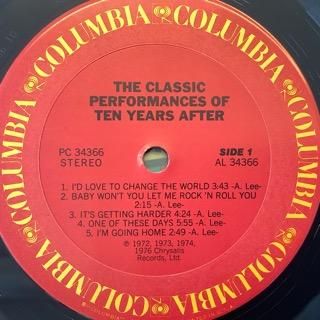 COLUMBIA COLUMBIA COLUMBIA COLUMBIA COLUMBIA COLUMBIA
THE CLASSIC
PERFORMANCES OF
TEN YEARS AFTER
PC 34366
STEREO
SIDE 1
AL 34366
1. I'D LOVE TO CHANGE THE WORLD 3:43 -A. Lee-
2. BABY WON'T YOU LET ME ROCK 'N ROLL YOU
2:15 -A. Lee-
3. IT'S GETTING HARDER 4:24 -A. Lee-
4. ONE OF THESE DAYS 5:55 -A. Lee-
5. I'M GOING HOME 2:49 -A. Lee-
℗ 1972, 1973, 1974,
1976 Chrysalis
Records, Ltd.